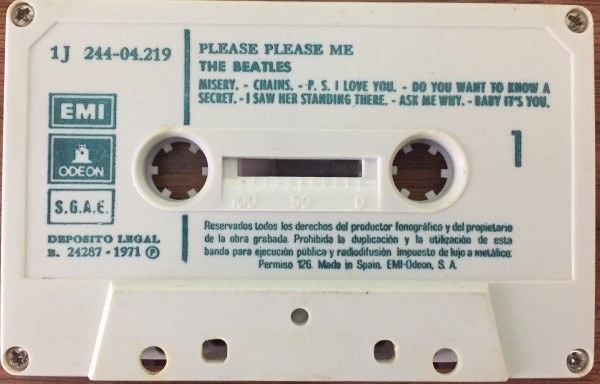 1J 244-04.219
PLEASE PLEASE ME
THE BEATLES
MISERY. - CHAINS. - P. S. I LOVE YOU. - DO YOU WANT TO KNOW A
SECRET. - I SAW HER STANDING THERE. - ASK ME WHY. - BABY IT'S YOU.
EMI
ODEON
S.G.A.E.
DEPOSITO LEGAL
B. 24287 - 1971 Ⓟ
1
100 50 0
Reservados todos los derechos del productor fonográfico y del propietario
de la obra grabada. Prohibida la duplicación y la utilización de esta
banda para ejecución pública y radiodifusión. Impuesto de lujo a metálico:
Permiso 126. Made in Spain. EMI-Odeon, S. A.